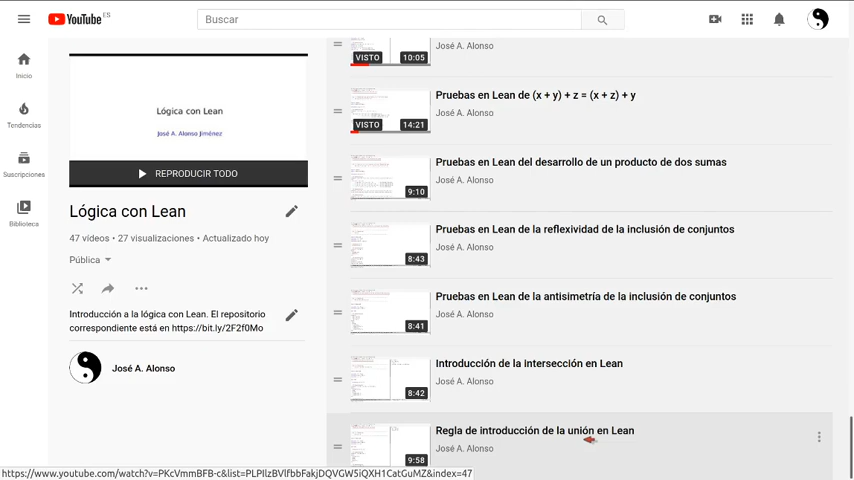 YouTube ES
Buscar
Inicio
Tendencias
Suscripciones
Biblioteca
Lógica con Lean
José A. Alonso Jiménez
REPRODUCIR TODO
Lógica con Lean
47 vídeos • 27 visualizaciones • Actualizado hoy
Pública
Introducción a la lógica con Lean. El repositorio
correspondiente está en https://bit.ly/2F2f0Mo
José A. Alonso
VISTO 10:05
José A. Alonso
VISTO 14:21
Pruebas en Lean de (x + y) + z = (x + z) + y
José A. Alonso
9:10
Pruebas en Lean del desarrollo de un producto de dos sumas
José A. Alonso
8:43
Pruebas en Lean de la reflexividad de la inclusión de conjuntos
José A. Alonso
8:41
Pruebas en Lean de la antisimetría de la inclusión de conjuntos
José A. Alonso
8:42
Introducción de la intersección en Lean
José A. Alonso
9:58
Regla de introducción de la unión en Lean
José A. Alonso
https://www.youtube.com/watch?v=PKcVmmBFB-c&list=PLPIlzBVlfbbFakjDQVGW5iQXH1CatGuMZ&index=47